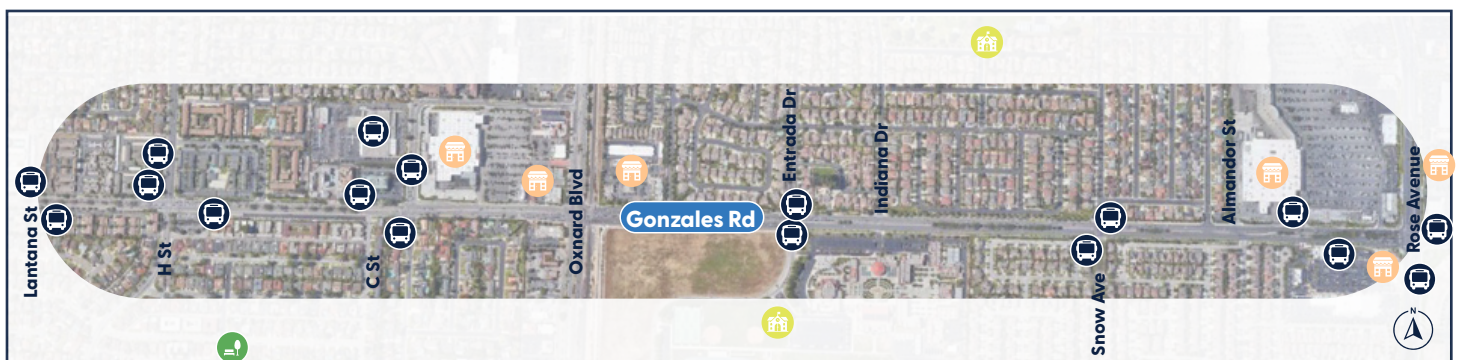 Lantana St
H St
C St
Oxnard Blvd
Gonzales Rd
Entrada Dr
Indiana Dr
Snow Ave
Almandor St
Rose Avenue
N